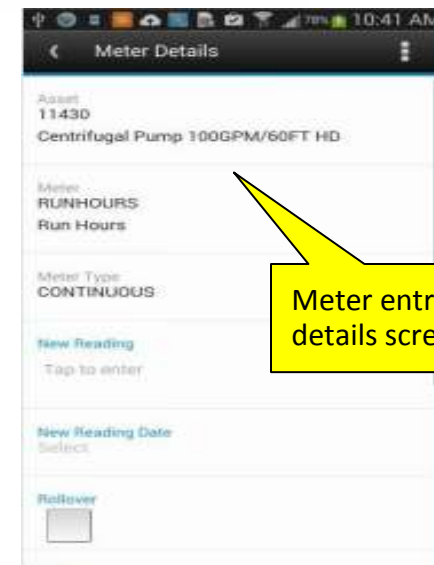 70% 10:41 AM
Meter Details
Asset
11430
Centrifugal Pump 100GPM/60FT HD
Meter
RUNHOURS
Run Hours
Meter Type
CONTINUOUS
Meter entr
details scre
New Reading
Tap to enter
New Reading Date
Select
Rollover